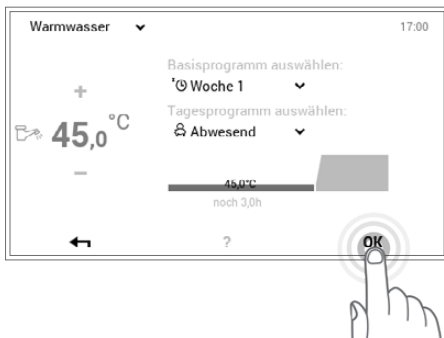 Warmwasser
17:00
Basisprogramm auswählen:
Woche 1
Tagesprogramm auswählen:
Abwesend
+
45,0°C
−
45,0°C
noch 3,0h
?
OK